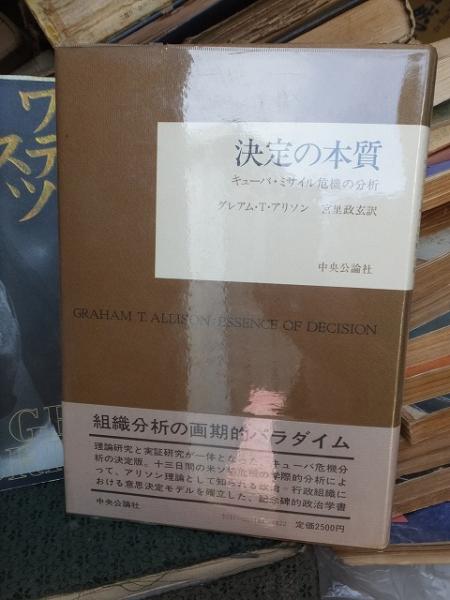 決定の本質
キューバ・ミサイル危機の分析
グレアム・T・アリソン 宮里政玄訳
中央公論社
GRAHAM T. ALLISON: ESSENCE OF DECISION
組織分析の画期的パラダイム
理論研究と実証研究が一体となった、キューバ危機分
析の決定版。十三日間の米ソ核危機の学際的分析によ
って、アリソン理論として知られる政府・行政組織に
おける意思決定モデルを確立した、記念碑的政治学書
中央公論社
定価2500円